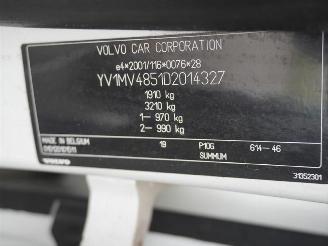 VOLVO CAR CORPORATION
e4*2001/116*0076*28
YV1MV4851D2014327
1910 kg
3210 kg
1- 970 kg
2- 990 kg
MADE IN BELGIUM
19 P10G 614-46
SUMMUM
VOLVO
31352301